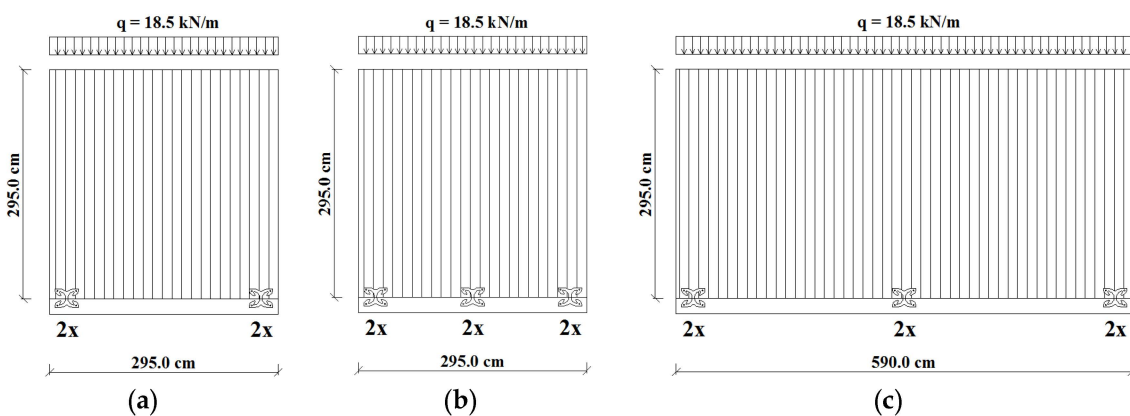 q = 18.5 kN/m
295.0 cm
2x 2x
295.0 cm
(a)
q = 18.5 kN/m
295.0 cm
2x 2x 2x
295.0 cm
(b)
q = 18.5 kN/m
295.0 cm
2x 2x 2x
590.0 cm
(c)